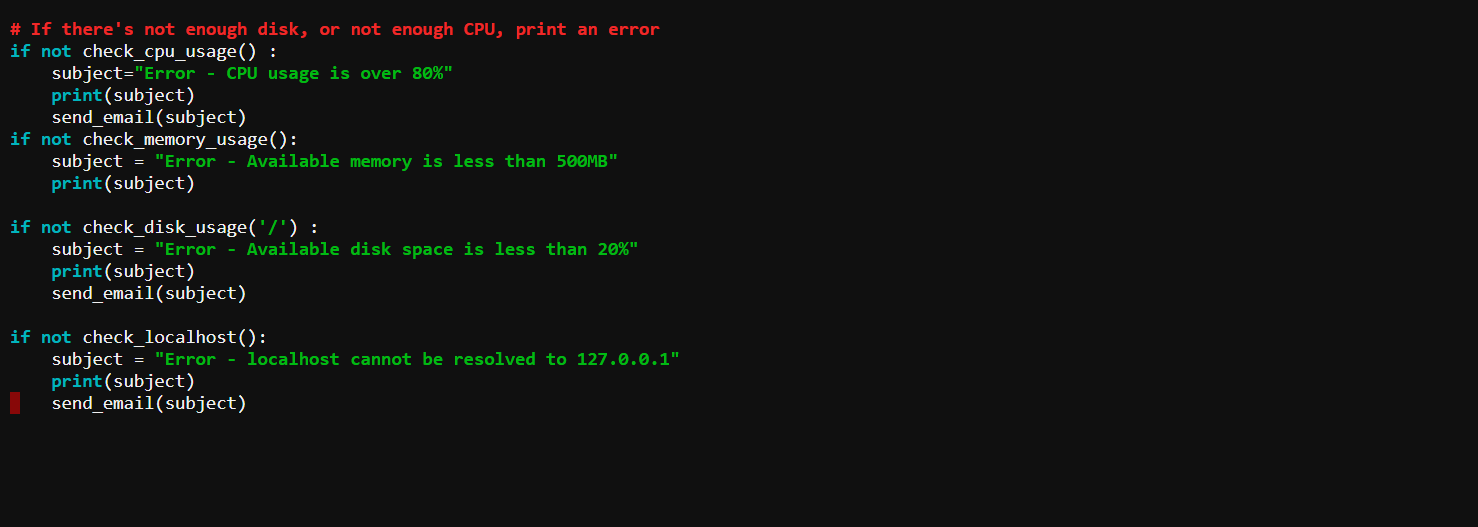 # If there's not enough disk, or not enough CPU, print an error
if not check_cpu_usage() :
    subject="Error - CPU usage is over 80%"
    print(subject)
    send_email(subject)
if not check_memory_usage():
    subject = "Error - Available memory is less than 500MB"
    print(subject)

if not check_disk_usage('/') :
    subject = "Error - Available disk space is less than 20%"
    print(subject)
    send_email(subject)

if not check_localhost():
    subject = "Error - localhost cannot be resolved to 127.0.0.1"
    print(subject)
    send_email(subject)